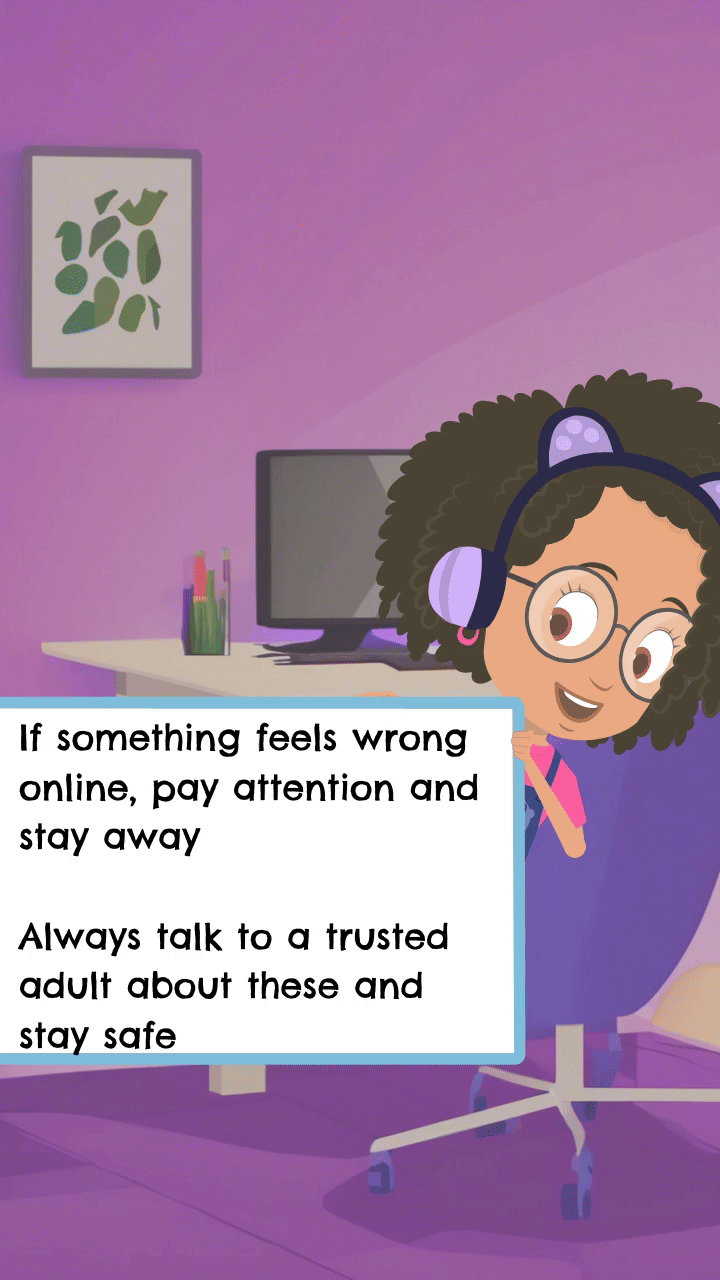 If something feels wrong
online, pay attention and
stay away
Always talk to a trusted
adult about these and
stay safe